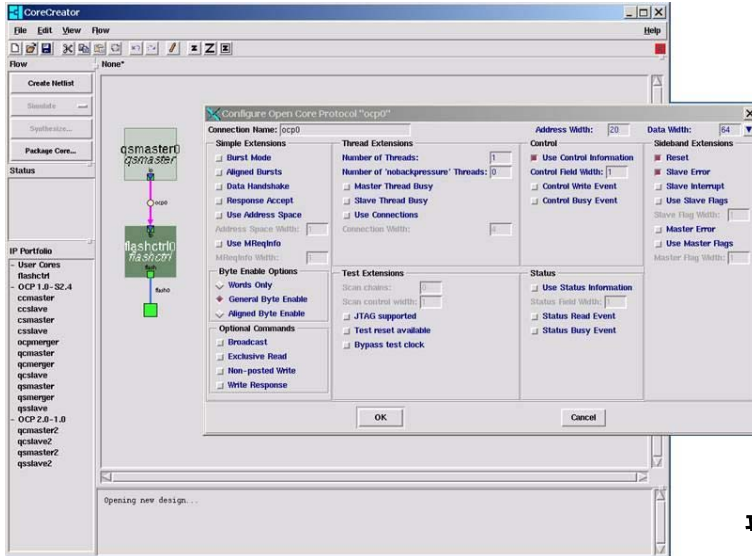 CoreCreator
File Edit View Flow Help
Flow
None*
Create Netlist
Simulate
Synthesize...
Package Core...
Status
IP Portfolio
- User Cores
flashctrl
- OCP 1.0-S2.4
ccmaster
ccslave
csmaster
csslave
ocpmerger
qcmaster
qcmerger
qcslave
qsmaster
qsmerger
qsslave
- OCP 2.0-1.0
qcmaster2
qcslave2
qsmaster2
qsslave2
qsmaster0
qsmaster
ip
ocp0
ip
flashctrl0
flashctrl
flash
flash0
Configure Open Core Protocol "ocp0"
Connection Name: ocp0
Address Width: 20
Data Width: 64
Simple Extensions
Burst Mode
Aligned Bursts
Data Handshake
Response Accept
Use Address Space
Address Space Width: 1
Use MReqInfo
MReqInfo Width: 1
Byte Enable Options
Words Only
General Byte Enable
Aligned Byte Enable
Optional Commands
Broadcast
Exclusive Read
Non-posted Write
Write Response
Thread Extensions
Number of Threads: 1
Number of 'nobackpressure' Threads: 0
Master Thread Busy
Slave Thread Busy
Use Connections
Connection Width:
Test Extensions
Scan chains: 0
Scan control width: 1
JTAG supported
Test reset available
Bypass test clock
Control
Use Control Information
Control Field Width: 1
Control Write Event
Control Busy Event
Status
Use Status Information
Status Field Width: 1
Status Read Event
Status Busy Event
Sideband Extensions
Reset
Slave Error
Slave Interrupt
Use Slave Flags
Slave Flag Width: 1
Master Error
Use Master Flags
Master Flag Width: 1
OK
Cancel
Opening new design...